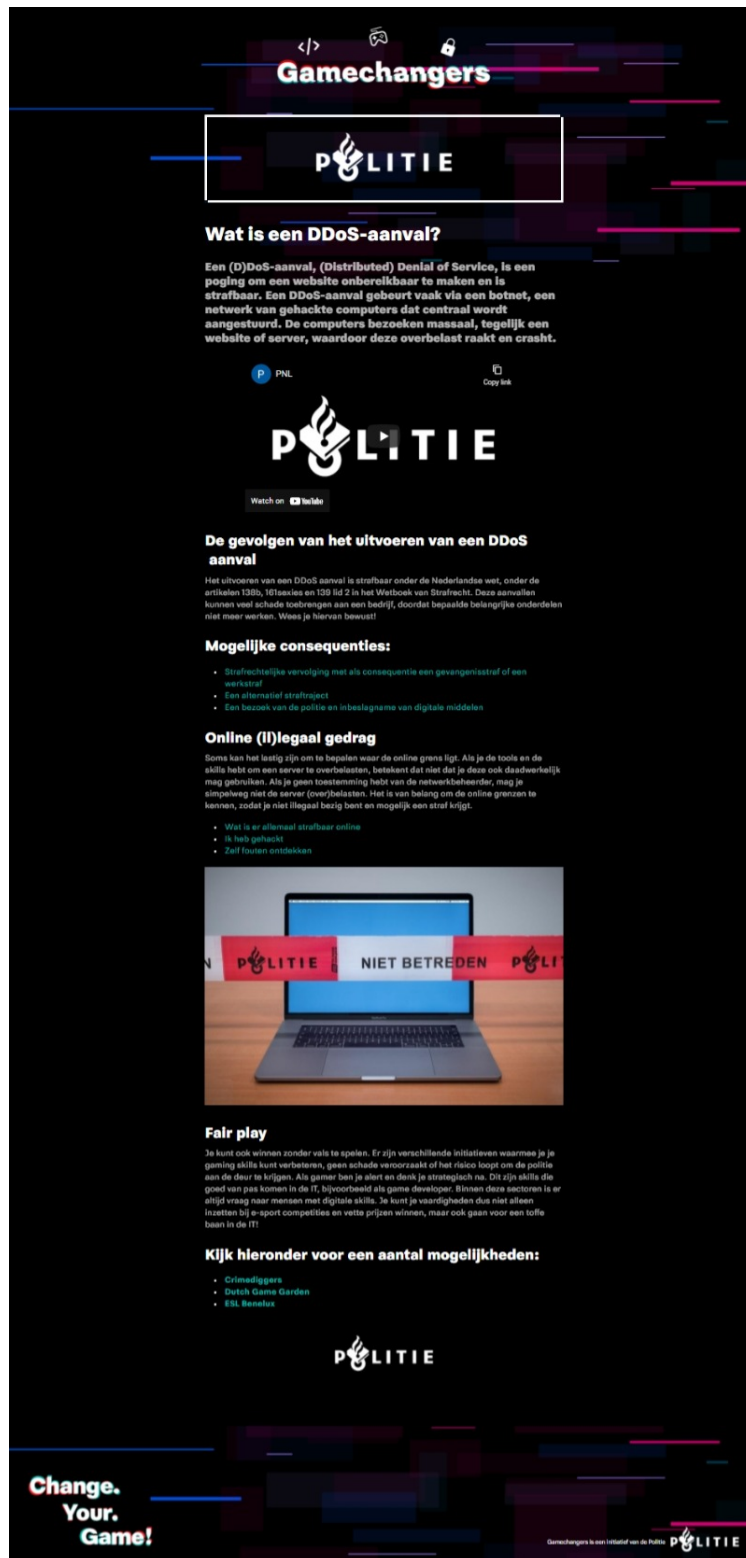 </>
Gamechangers
POLITIE
Wat is een DDoS-aanval?
Een (D)DoS-aanval, (Distributed) Denial of Service, is een
poging om een website onbereikbaar te maken en is
strafbaar. Een DDoS-aanval gebeurt vaak via een botnet, een
netwerk van gehackte computers dat centraal wordt
aangestuurd. De computers bezoeken massaal, tegelijk een
website of server, waardoor deze overbelast raakt en crasht.
P PNL
Copy link
POLITIE
Watch on YouTube
De gevolgen van het uitvoeren van een DDoS
aanval
Het uitvoeren van een DDoS aanval is strafbaar onder de Nederlandse wet, onder de
artikelen 138b, 161sexies en 139 lid 2 in het Wetboek van Strafrecht. Deze aanvallen
kunnen veel schade toebrengen aan een bedrijf, doordat bepaalde belangrijke onderdelen
niet meer werken. Wees je hiervan bewust!
Mogelijke consequenties:
• Strafrechtelijke vervolging met als consequentie een gevangenisstraf of een
werkstraf
• Een alternatief straftraject
• Een bezoek van de politie en inbeslagname van digitale middelen
Online (il)legaal gedrag
Soms kan het lastig zijn om te bepalen waar de online grens ligt. Als je de tools en de
skills hebt om een server te overbelasten, betekent dat niet dat je deze ook daadwerkelijk
mag gebruiken. Als je geen toestemming hebt van de netwerkbeheerder, mag je
simpelweg niet de server (over)belasten. Het is van belang om de online grenzen te
kennen, zodat je niet illegaal bezig bent en mogelijk een straf krijgt.
• Wat is er allemaal strafbaar online
• Ik heb gehackt
• Zelf fouten ontdekken
N POLITIE NIET BETREDEN POLIT
Fair play
Je kunt ook winnen zonder vals te spelen. Er zijn verschillende initiatieven waarmee je je
gaming skills kunt verbeteren, geen schade veroorzaakt of het risico loopt om de politie
aan de deur te krijgen. Als gamer ben je alert en denk je strategisch na. Dit zijn skills die
goed van pas komen in de IT, bijvoorbeeld als game developer. Binnen deze sectoren is er
altijd vraag naar mensen met digitale skills. Je kunt je vaardigheden dus niet alleen
inzetten bij e-sport competities en vette prijzen winnen, maar ook gaan voor een toffe
baan in de IT!
Kijk hieronder voor een aantal mogelijkheden:
• Crimediggers
• Dutch Game Garden
• ESL Benelux
POLITIE
Change.
Your.
Game!
Gamechangers is een initiatief van de Politie POLITIE